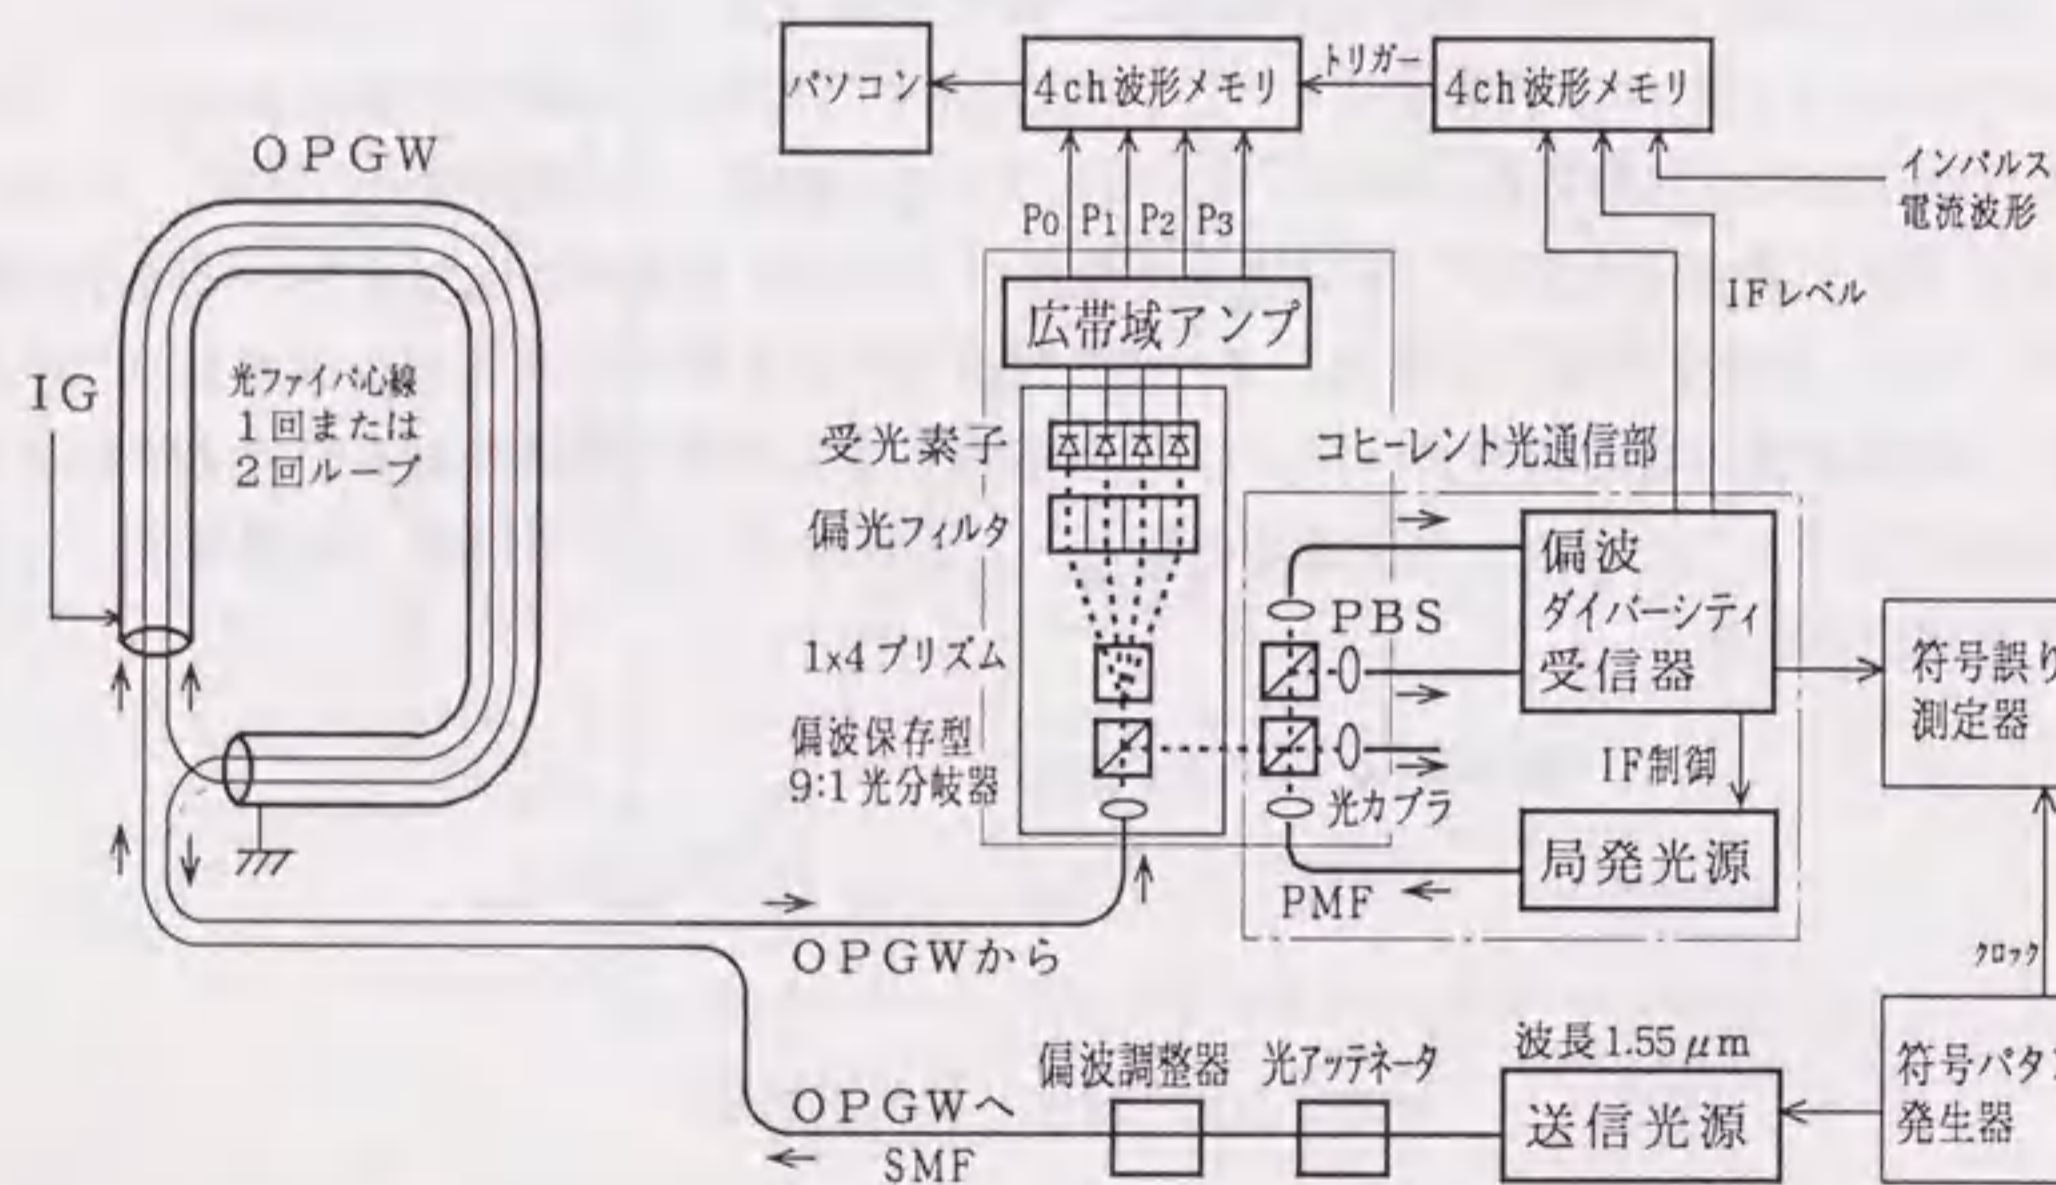 パソコン
4ch波形メモリ
トリガー
4ch波形メモリ
OPGW
インパルス
電流波形
P0 P1 P2 P3
IFレベル
広帯域アンプ
IG
光ファイバ心線
1回または
2回ループ
受光素子
コヒーレント光通信部
偏光フィルタ
偏波
ダイバーシティ
受信器
PBS
1x4プリズム
符号誤り
測定器
偏波保存型
9:1光分岐器
IF制御
光カプラ
局発光源
PMF
OPGWから
クロック
波長1.55μm
偏波調整器
光アッテネータ
符号パタ
発生器
OPGWへ
送信光源
SMF